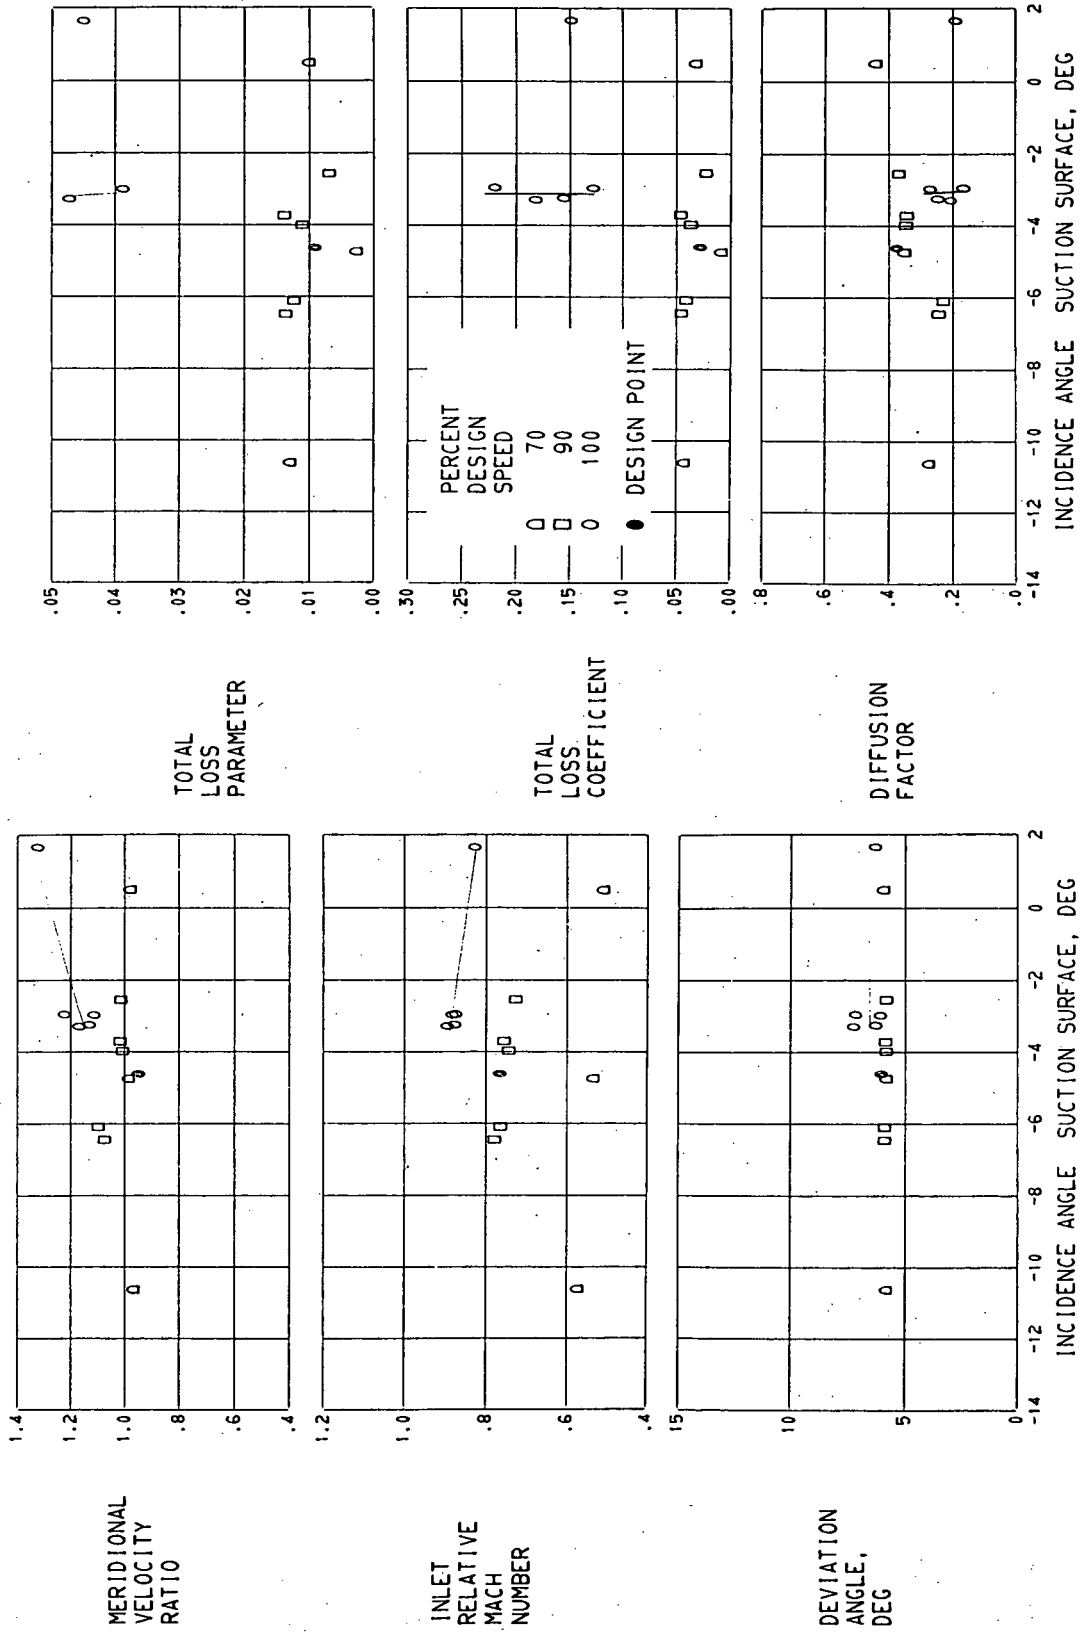 MERIDIONAL
VELOCITY
RATIO
1.4
1.2
1.0
.8
.6
.4
INLET
RELATIVE
MACH
NUMBER
1.2
1.0
.8
.6
.4
DEVIATION
ANGLE,
DEG
15
10
5
0
-14 -12 -10 -8 -6 -4 -2 0 2
INCIDENCE ANGLE SUCTION SURFACE, DEG
TOTAL
LOSS
PARAMETER
.05
.04
.03
.02
.01
.00
TOTAL
LOSS
COEFFICIENT
.30
.25
.20
.15
.10
.05
.00
PERCENT
DESIGN
SPEED
70
90
100
DESIGN POINT
DIFFUSION
FACTOR
.8
.6
.4
.2
.0
-14 -12 -10 -8 -6 -4 -2 0 2
INCIDENCE ANGLE SUCTION SURFACE, DEG